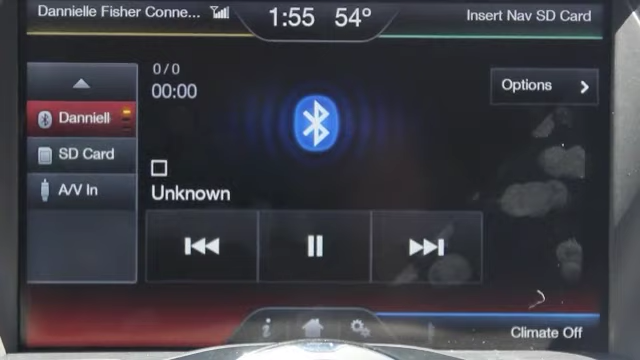 Dannielle Fisher Conne...
1:55 54°
Insert Nav SD Card
0/0
00:00
Options
Danniell
SD Card
A/V In
Unknown
Climate Off